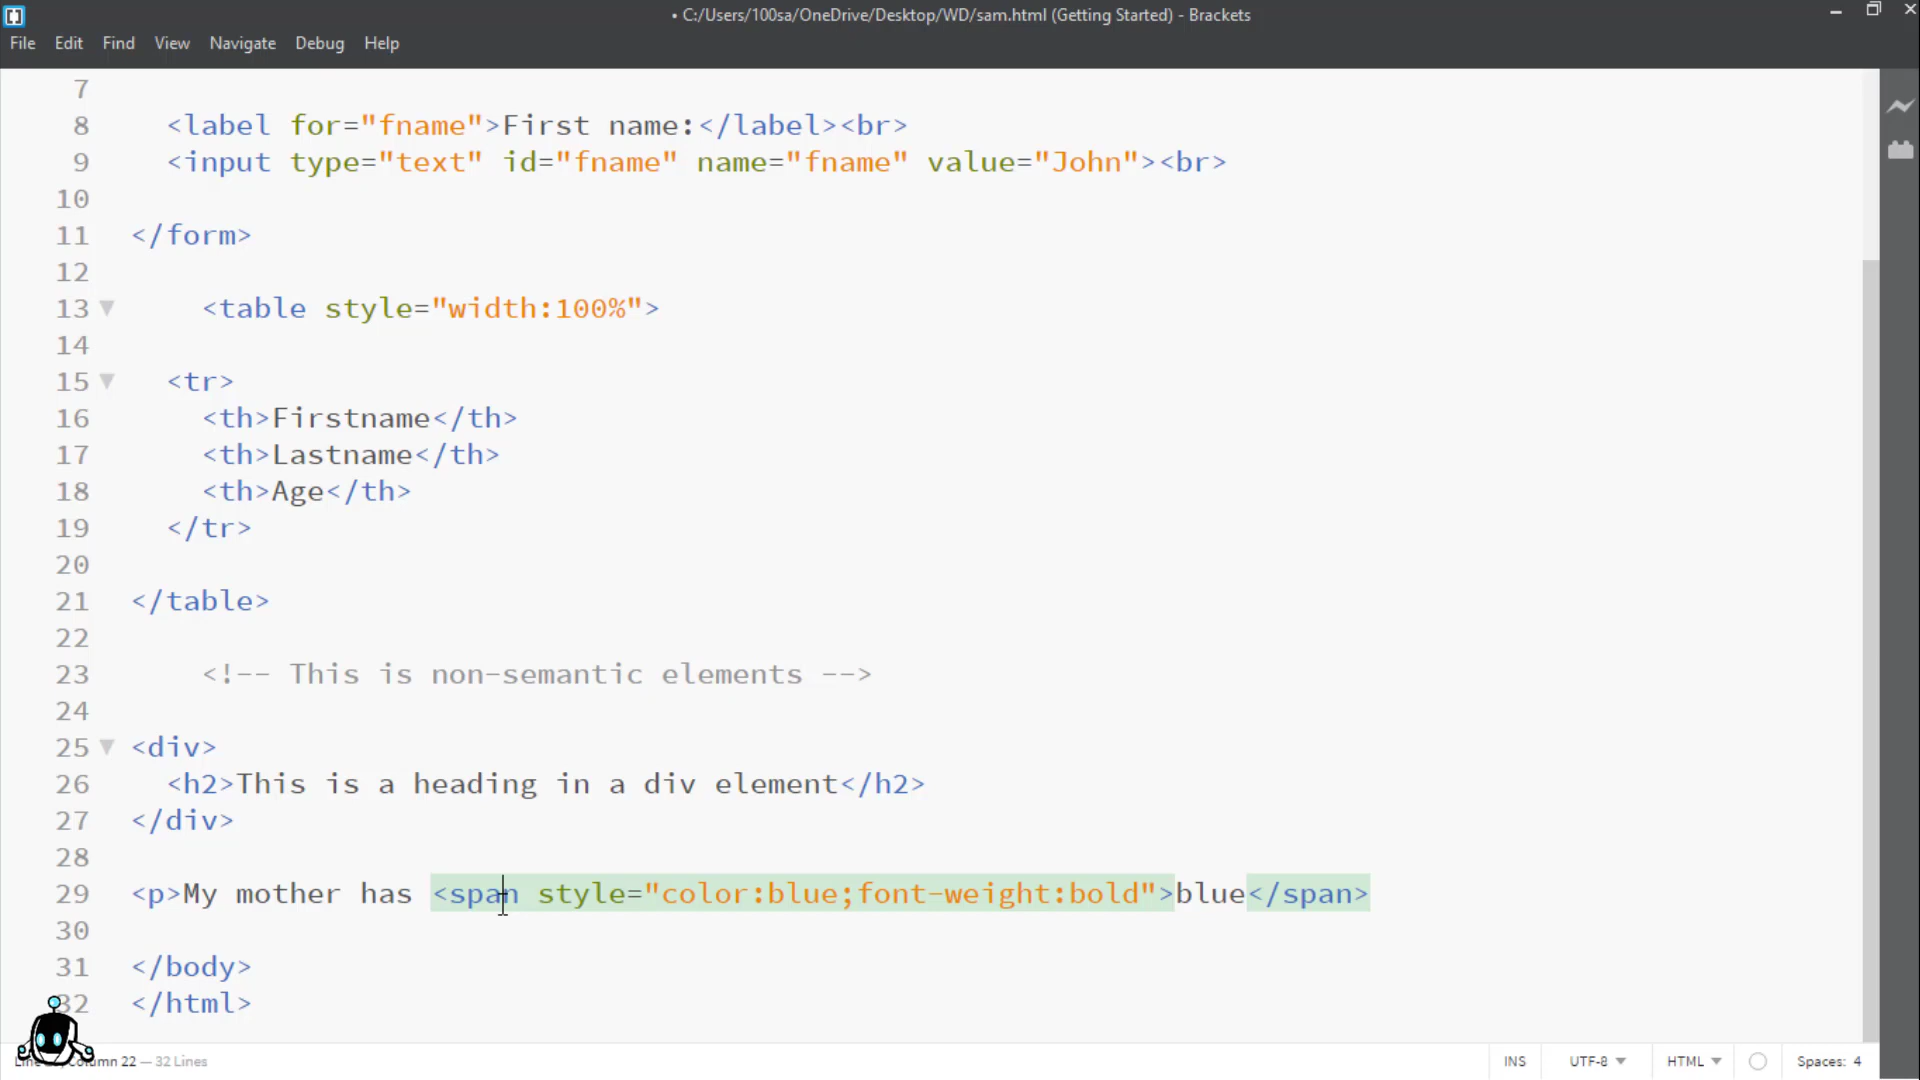 • C:/Users/100sa/OneDrive/Desktop/WD/sam.html (Getting Started) - Brackets
File Edit Find View Navigate Debug Help
7
8 <label for="fname">First name:</label><br>
9 <input type="text" id="fname" name="fname" value="John"><br>
10
11 </form>
12
13 <table style="width:100%">
14
15 <tr>
16 <th>Firstname</th>
17 <th>Lastname</th>
18 <th>Age</th>
19 </tr>
20
21 </table>
22
23 <!-- This is non-semantic elements -->
24
25 <div>
26 <h2>This is a heading in a div element</h2>
27 </div>
28
29 <p>My mother has <span style="color:blue;font-weight:bold">blue</span>
30
31 </body>
32 </html>
Column 22 — 32 Lines INS UTF-8 HTML Spaces: 4